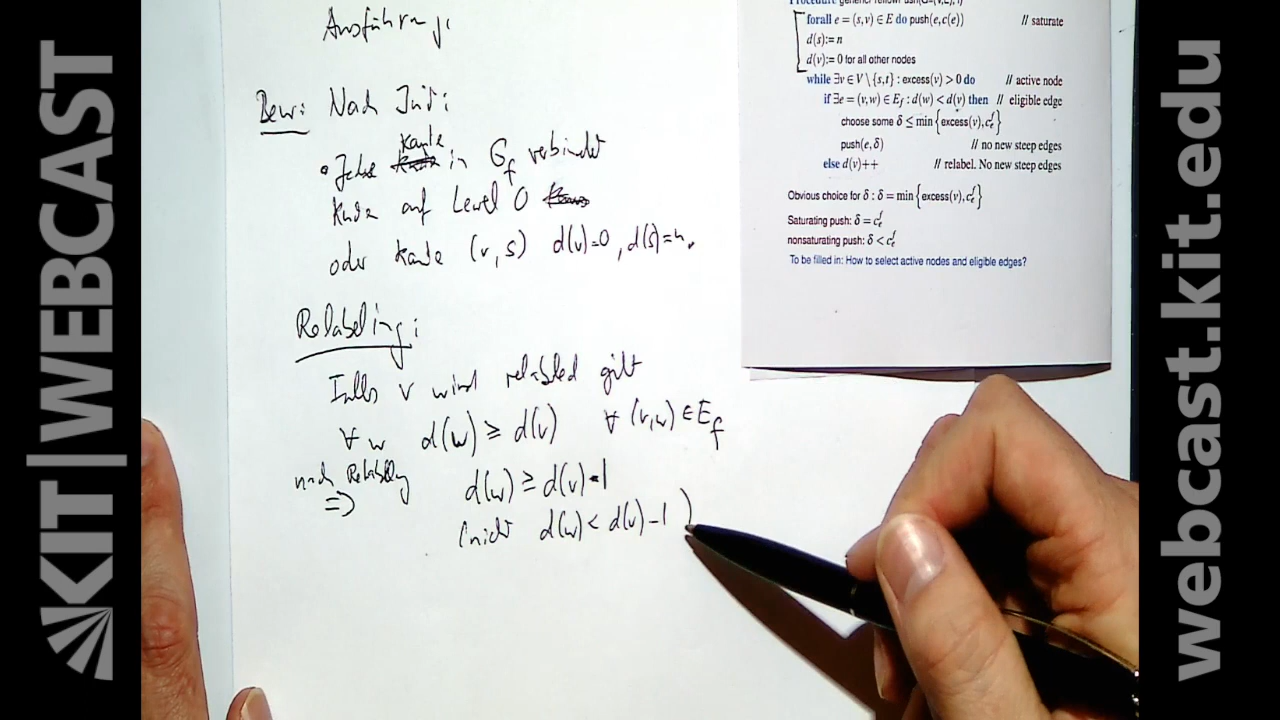 KIT | WEBCAST
Ausführung:
Bew: Nach Init:
• Jede Kante in G_f verbindet
Knoten auf Level 0
oder Kante (v, s) d(v)=0, d(s)=n.
Relabeling:
Falls v wird relabled gilt
∀ w d(w) ≥ d(v) ∀ (v,w) ∈ E_f
nach Relabeling
⇒ d(w) ≥ d(v)-1
(nicht d(w) < d(v)-1)
Procedure
forall e = (s,v) ∈ E do push(e, c(e)) // saturate
d(s) := n
d(v) := 0 for all other nodes
while ∃v ∈ V \ {s,t} : excess(v) > 0 do // active node
if ∃e = (v,w) ∈ E_f : d(w) < d(v) then // eligible edge
choose some δ ≤ min {excess(v), c_e^f}
push(e, δ) // no new steep edges
else d(v)++ // relabel. No new steep edges
Obvious choice for δ : δ = min {excess(v), c_e^f}
Saturating push: δ = c_e^f
nonsaturating push: δ < c_e^f
To be filled in: How to select active nodes and eligible edges?
webcast.kit.edu